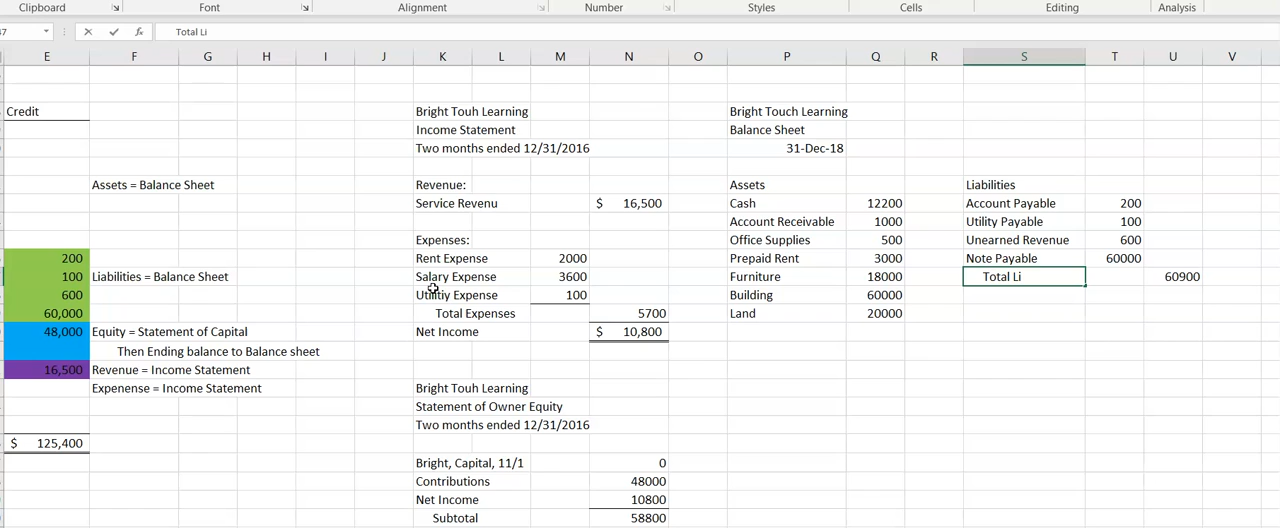 Clipboard Font Alignment Number Styles Cells Editing Analysis
Total Li
E F G H I J K L M N O P Q R S T U V
Credit Bright Touh Learning Bright Touch Learning
Income Statement Balance Sheet
Two months ended 12/31/2016 31-Dec-18
Assets = Balance Sheet Revenue: Assets Liabilities
Service Revenu $ 16,500 Cash 12200 Account Payable 200
Account Receivable 1000 Utility Payable 100
Expenses: Office Supplies 500 Unearned Revenue 600
200 Rent Expense 2000 Prepaid Rent 3000 Note Payable 60000
100 Liabilities = Balance Sheet Salary Expense 3600 Furniture 18000 Total Li 60900
600 Utilitiy Expense 100 Building 60000
60,000 Total Expenses 5700 Land 20000
48,000 Equity = Statement of Capital Net Income $ 10,800
Then Ending balance to Balance sheet
16,500 Revenue = Income Statement
Expenense = Income Statement Bright Touh Learning
Statement of Owner Equity
Two months ended 12/31/2016
$ 125,400
Bright, Capital, 11/1 0
Contributions 48000
Net Income 10800
Subtotal 58800